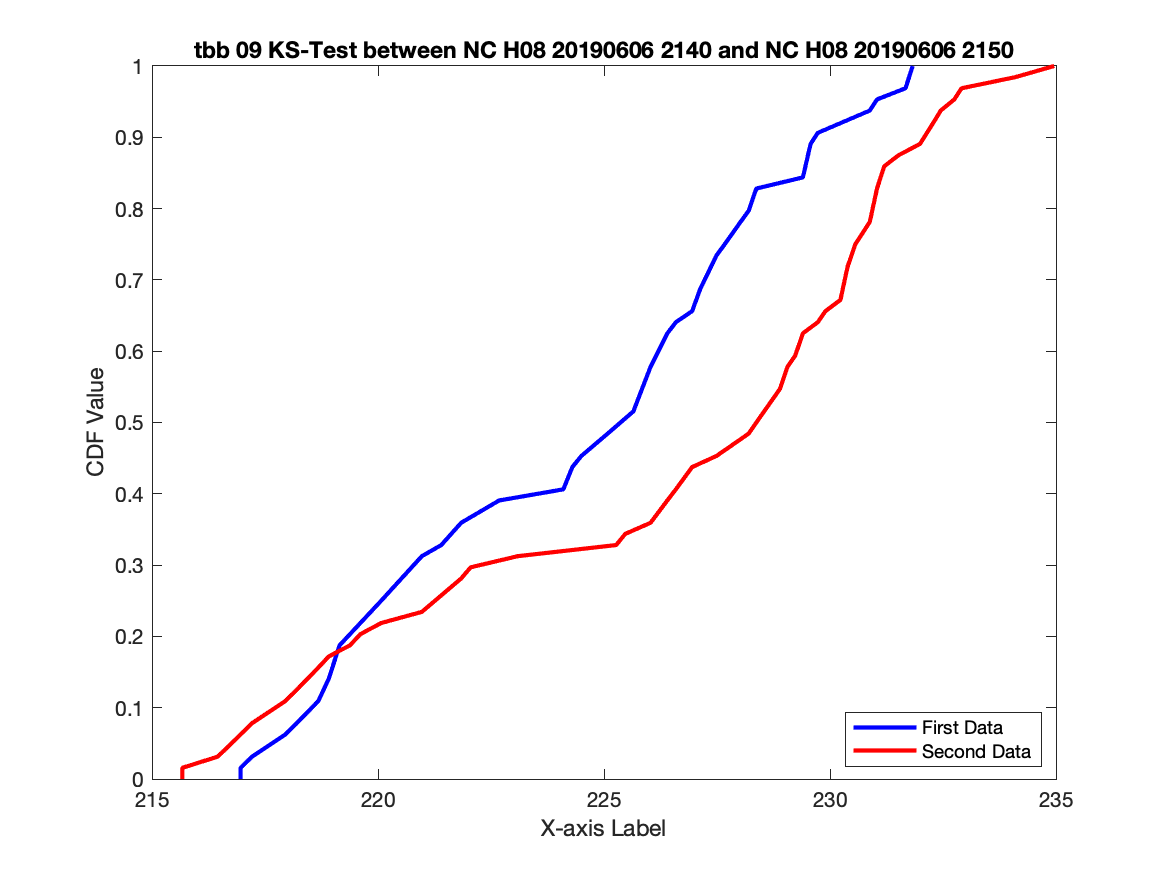 tbb 09 KS-Test between NC H08 20190606 2140 and NC H08 20190606 2150
1
0.9
0.8
0.7
0.6
0.5
0.4
0.3
0.2
0.1
0
CDF Value
First Data
Second Data
215 220 225 230 235
X-axis Label